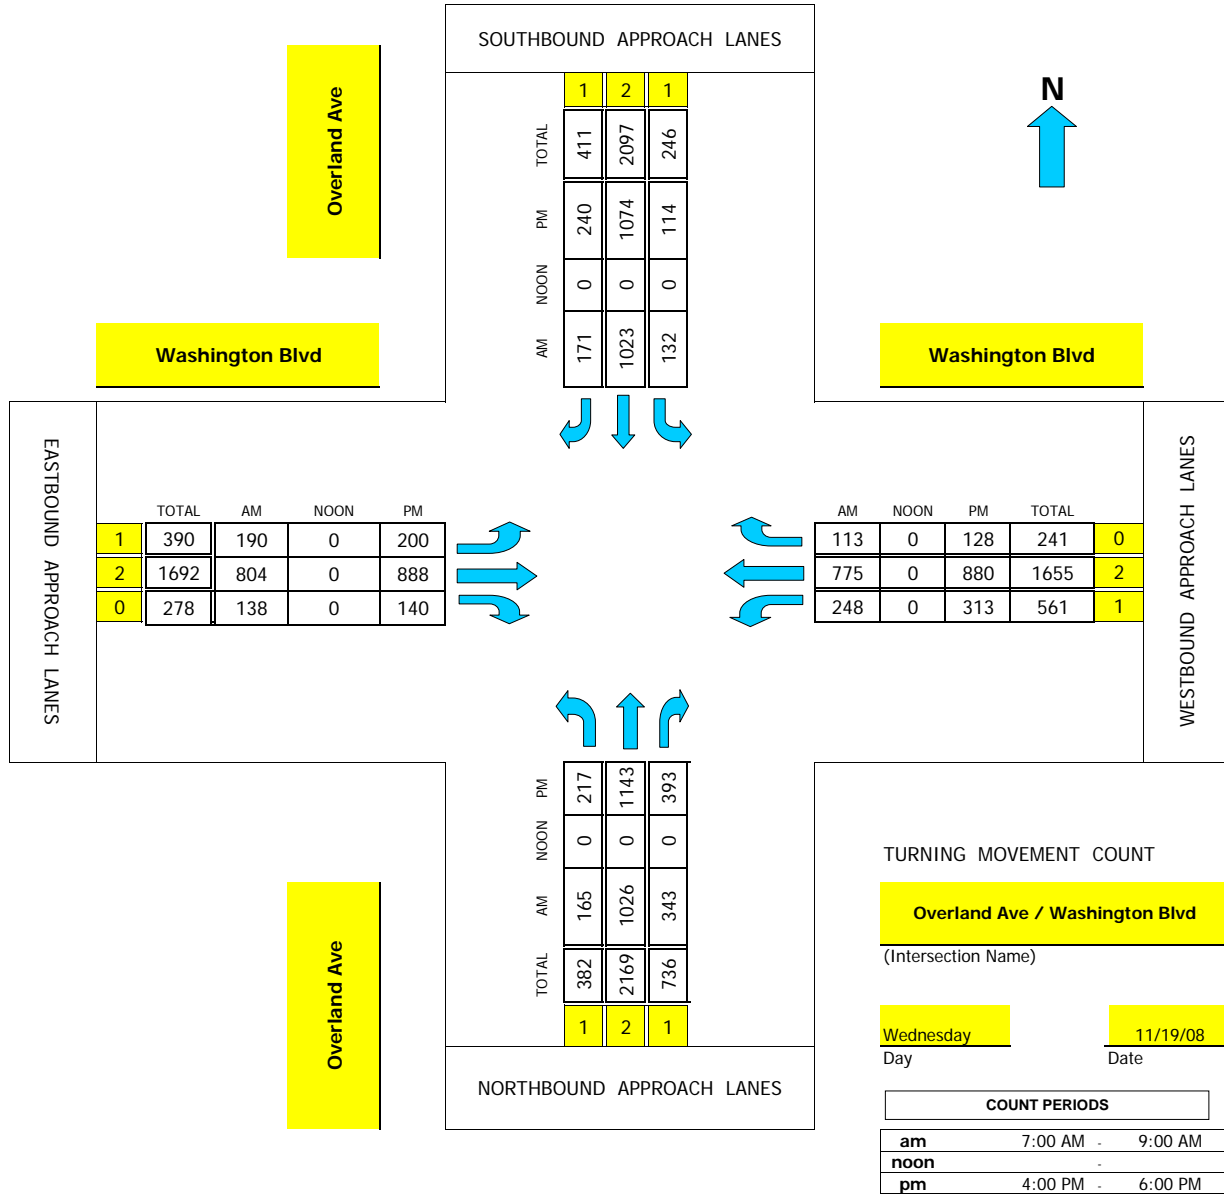 SOUTHBOUND APPROACH LANES
1 2 1
TOTAL 411 2097 246
PM 240 1074 114
NOON 0 0 0
AM 171 1023 132
Overland Ave
N
Washington Blvd
Washington Blvd
EASTBOUND APPROACH LANES
TOTAL AM NOON PM
1 390 190 0 200
2 1692 804 0 888
0 278 138 0 140
AM NOON PM TOTAL
113 0 128 241 0
775 0 880 1655 2
248 0 313 561 1
WESTBOUND APPROACH LANES
PM 217 1143 393
NOON 0 0 0
AM 165 1026 343
TOTAL 382 2169 736
1 2 1
NORTHBOUND APPROACH LANES
Overland Ave
TURNING MOVEMENT COUNT
Overland Ave / Washington Blvd
(Intersection Name)
Wednesday 11/19/08
Day Date
COUNT PERIODS
am 7:00 AM - 9:00 AM
noon -
pm 4:00 PM - 6:00 PM